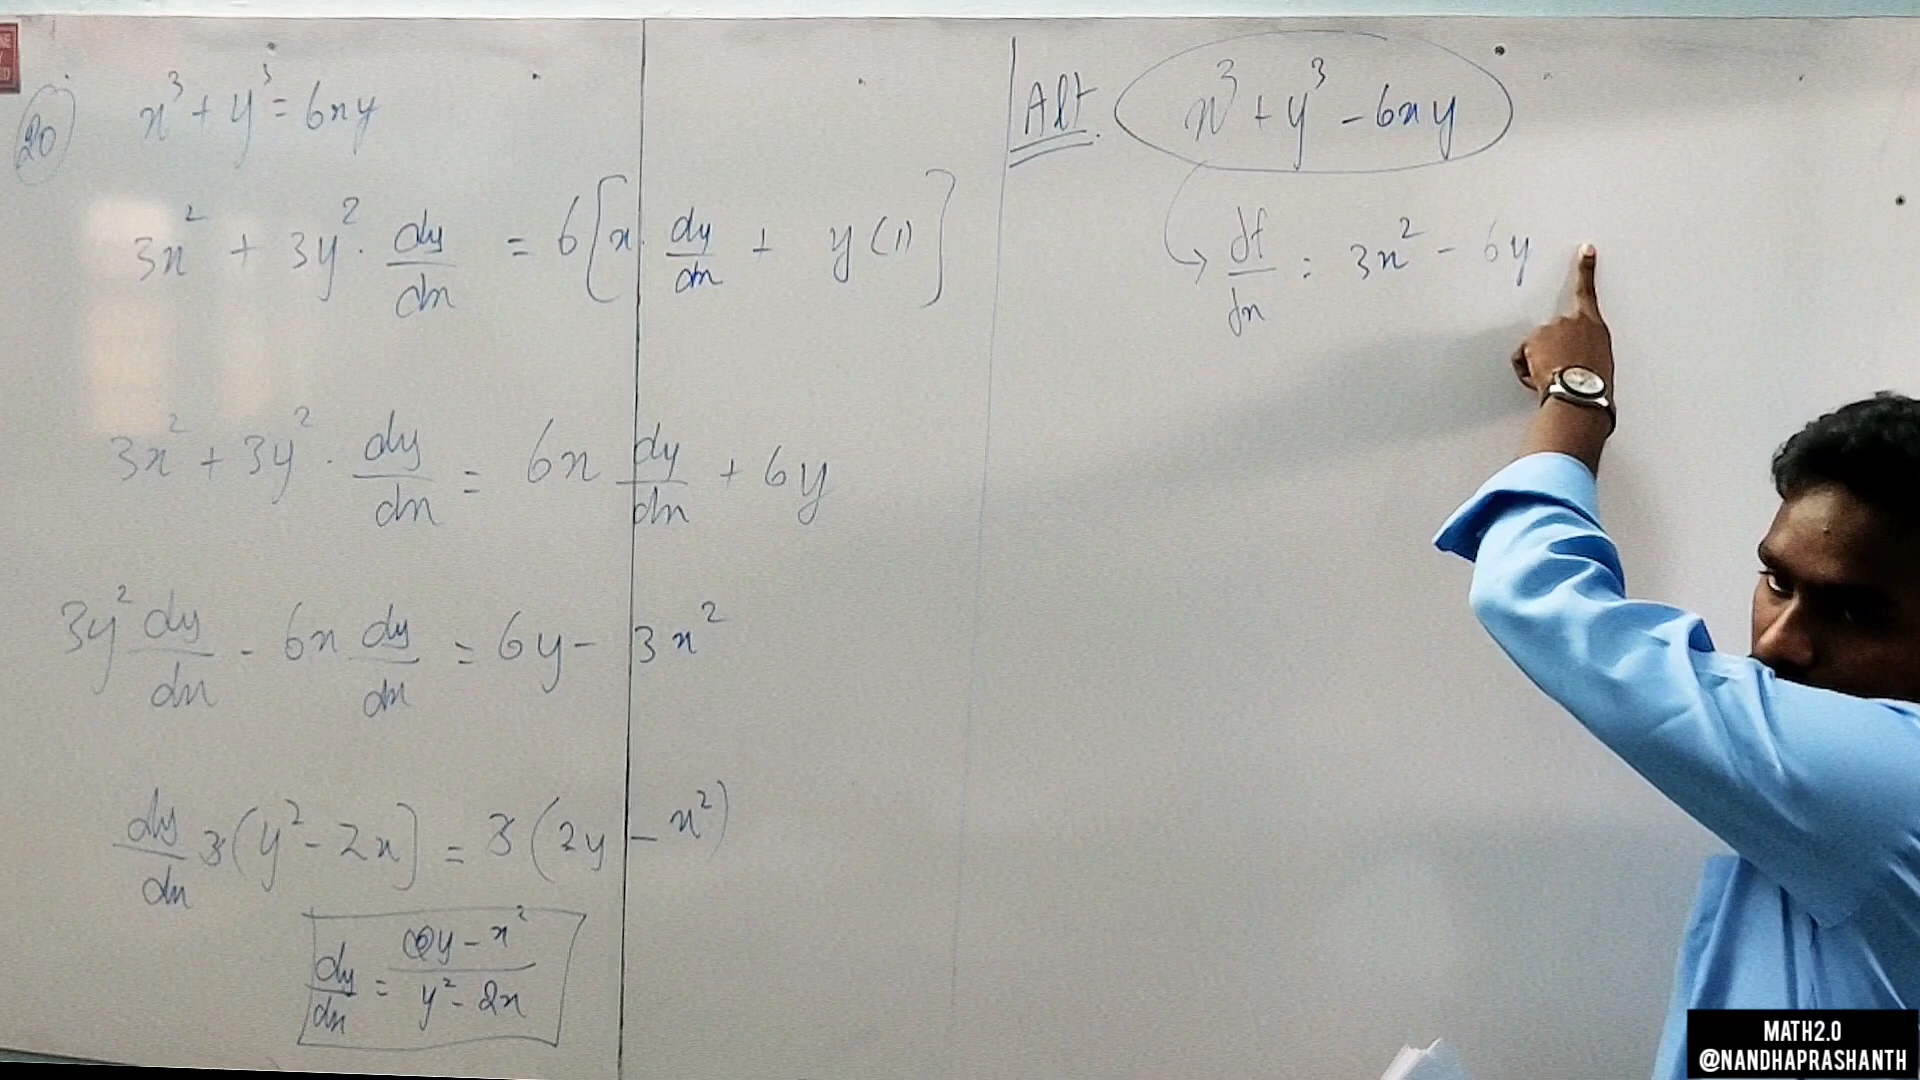 20
x³ + y³ = 6xy
3x² + 3y² · dy/dx = 6[x · dy/dx + y(1)]
3x² + 3y² · dy/dx = 6x dy/dx + 6y
3y² dy/dx - 6x dy/dx = 6y - 3x²
dy/dx 3(y² - 2x) = 3(2y - x²)
dy/dx = 2y - x² / y² - 2x
Alt. x³ + y³ - 6xy
∂f/∂x : 3x² - 6y
MATH2.0
@NANDHAPRASHANTH